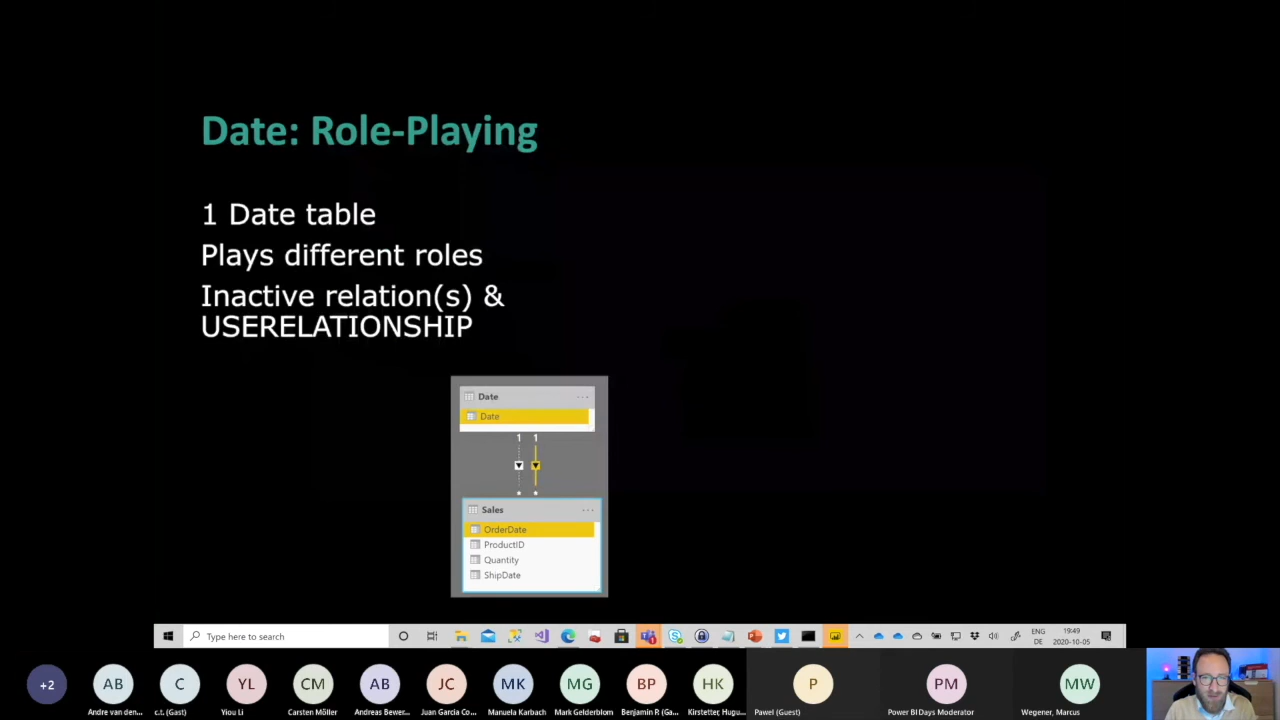 Date: Role-Playing
1 Date table
Plays different roles
Inactive relation(s) &
USERELATIONSHIP
Date
Date
1 1
* *
Sales
OrderDate
ProductID
Quantity
ShipDate
Type here to search
ENG
DE
19:49
2020-10-05
+2
AB
C
YL
CM
AB
JC
MK
MG
BP
HK
P
PM
MW
Andre van den...
c.t. (Gast)
Yiou Li
Carsten Möller
Andreas Bewer...
Juan Garcia Co...
Manuela Karbach
Mark Gelderblom
Benjamin R (Ga...
Kirstetter, Hugu...
Pawel (Guest)
Power BI Days Moderator
Wegener, Marcus